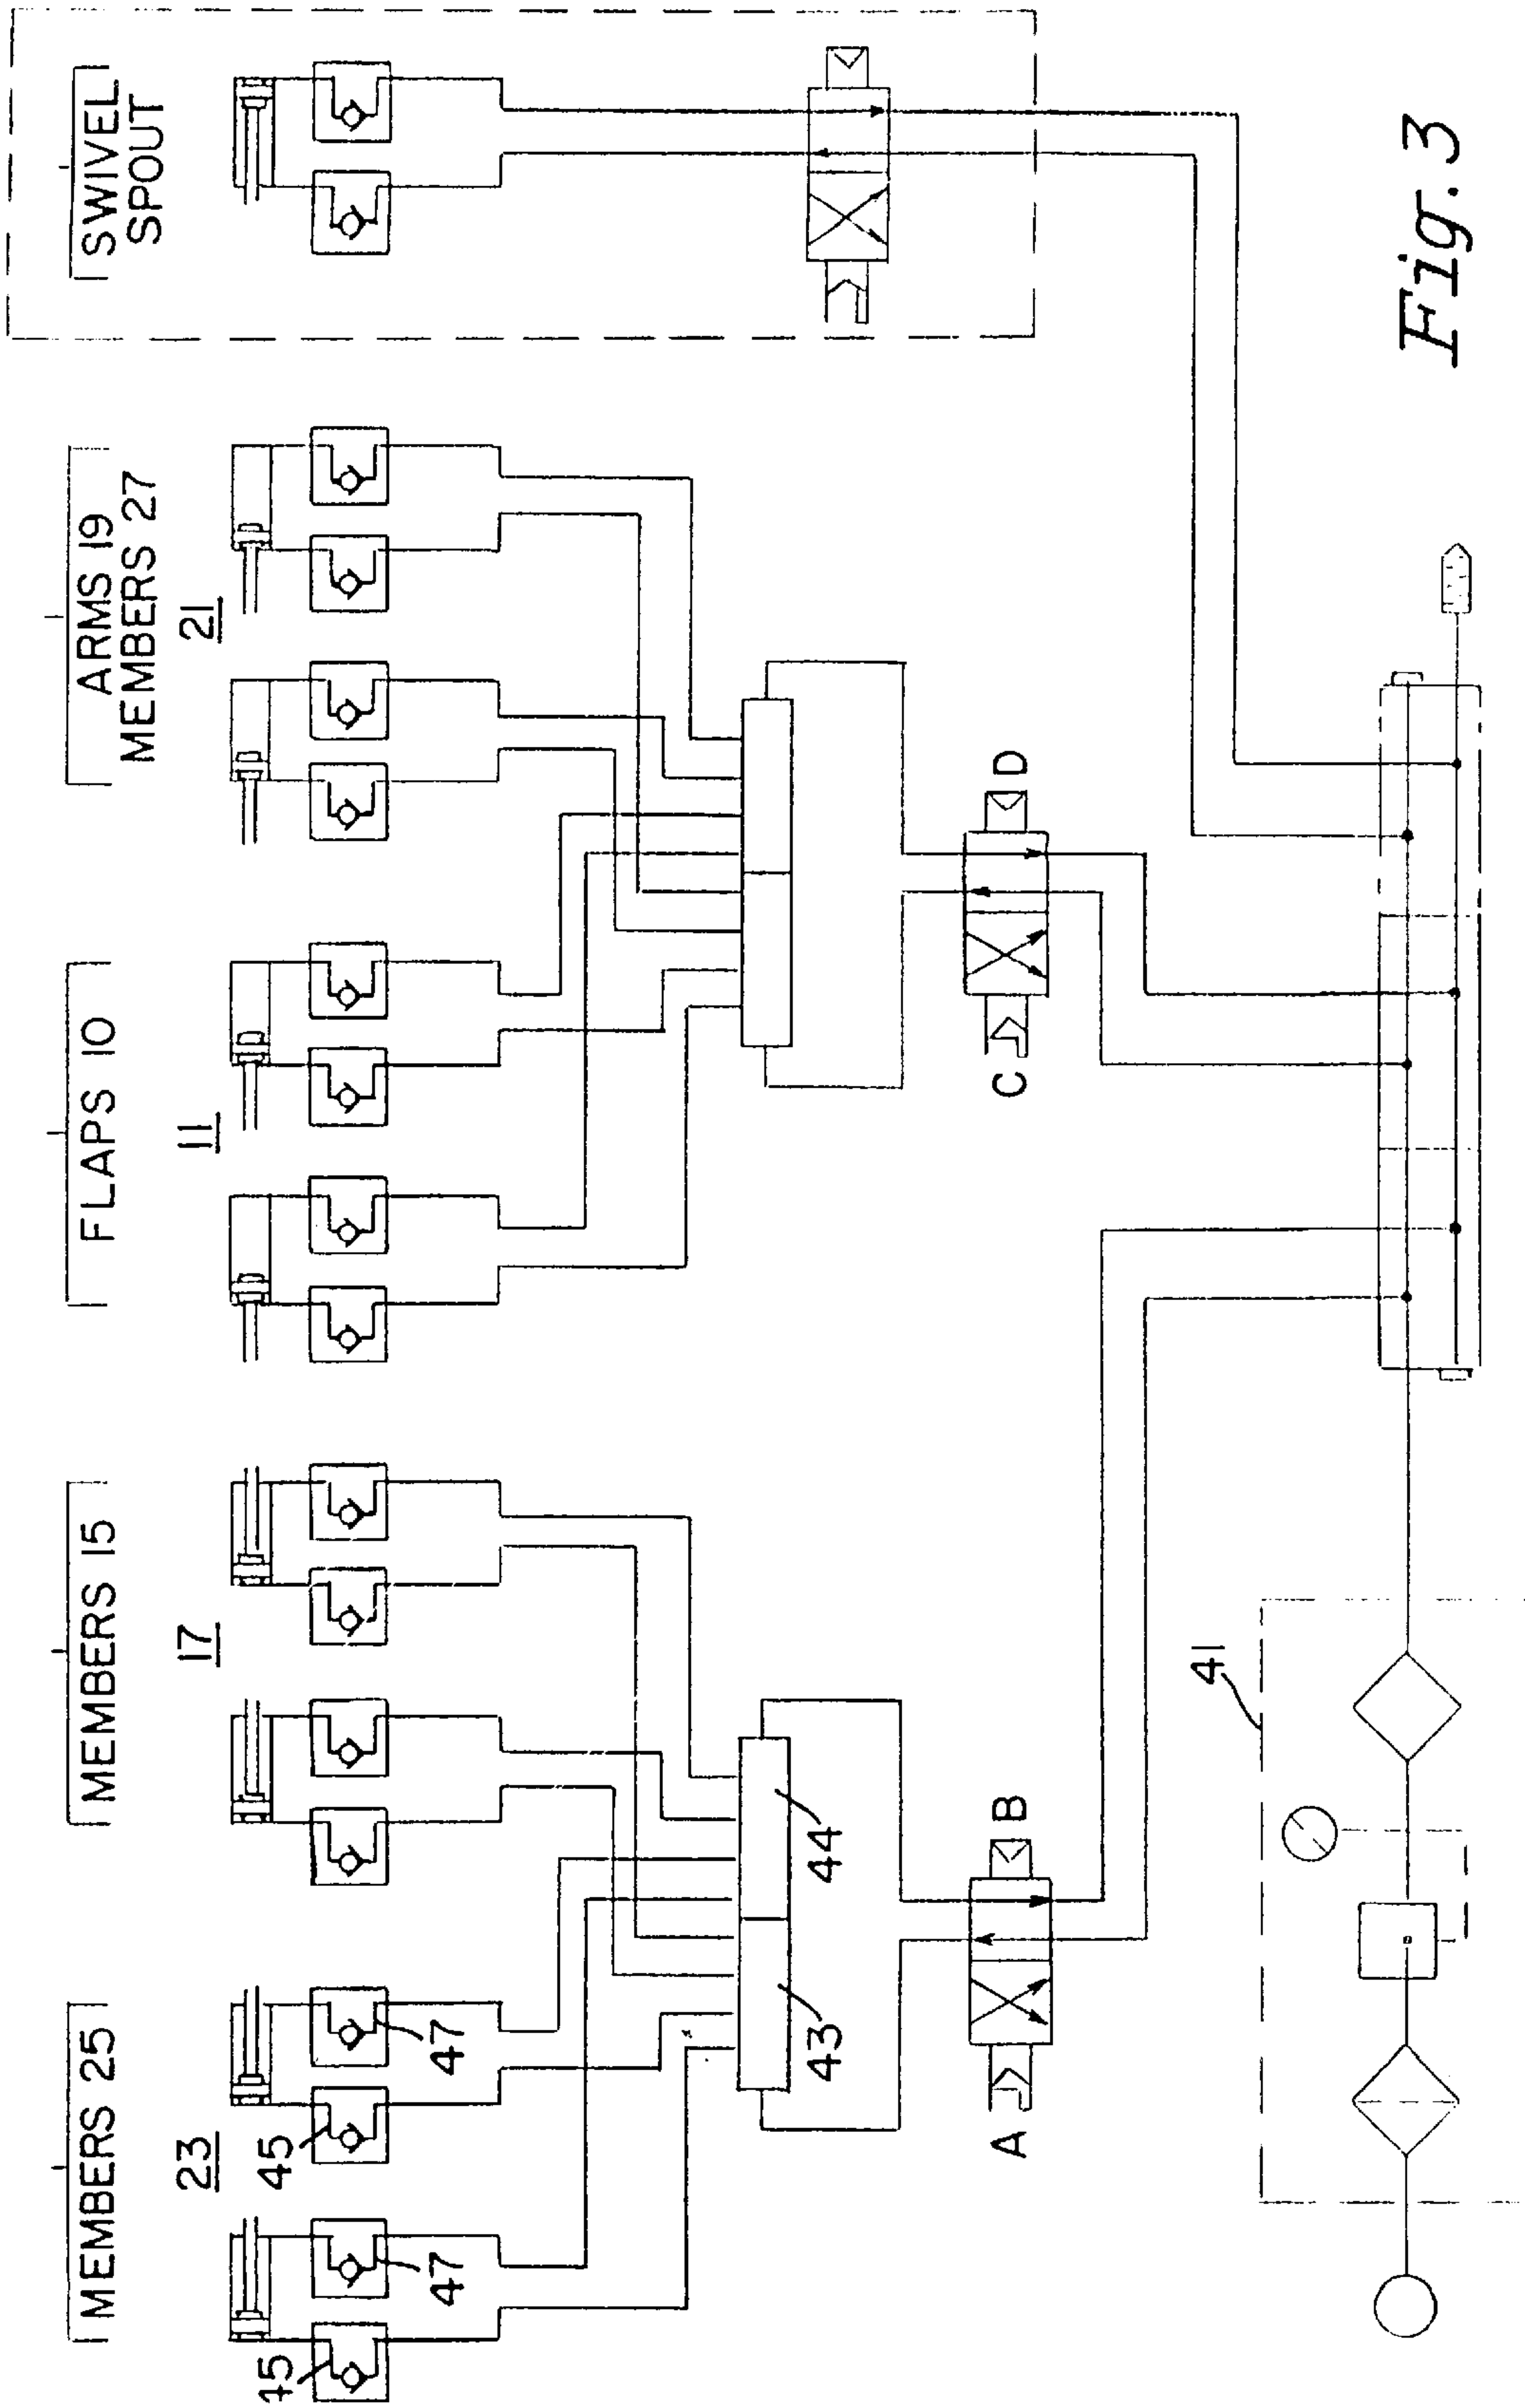 MEMBERS 25
MEMBERS 15
FLAPS 10
ARMS 19
MEMBERS 27
SWIVEL
SPOUT
23
17
11
21
45
47
45
47
43
44
A
B
C
D
41
Fig. 3